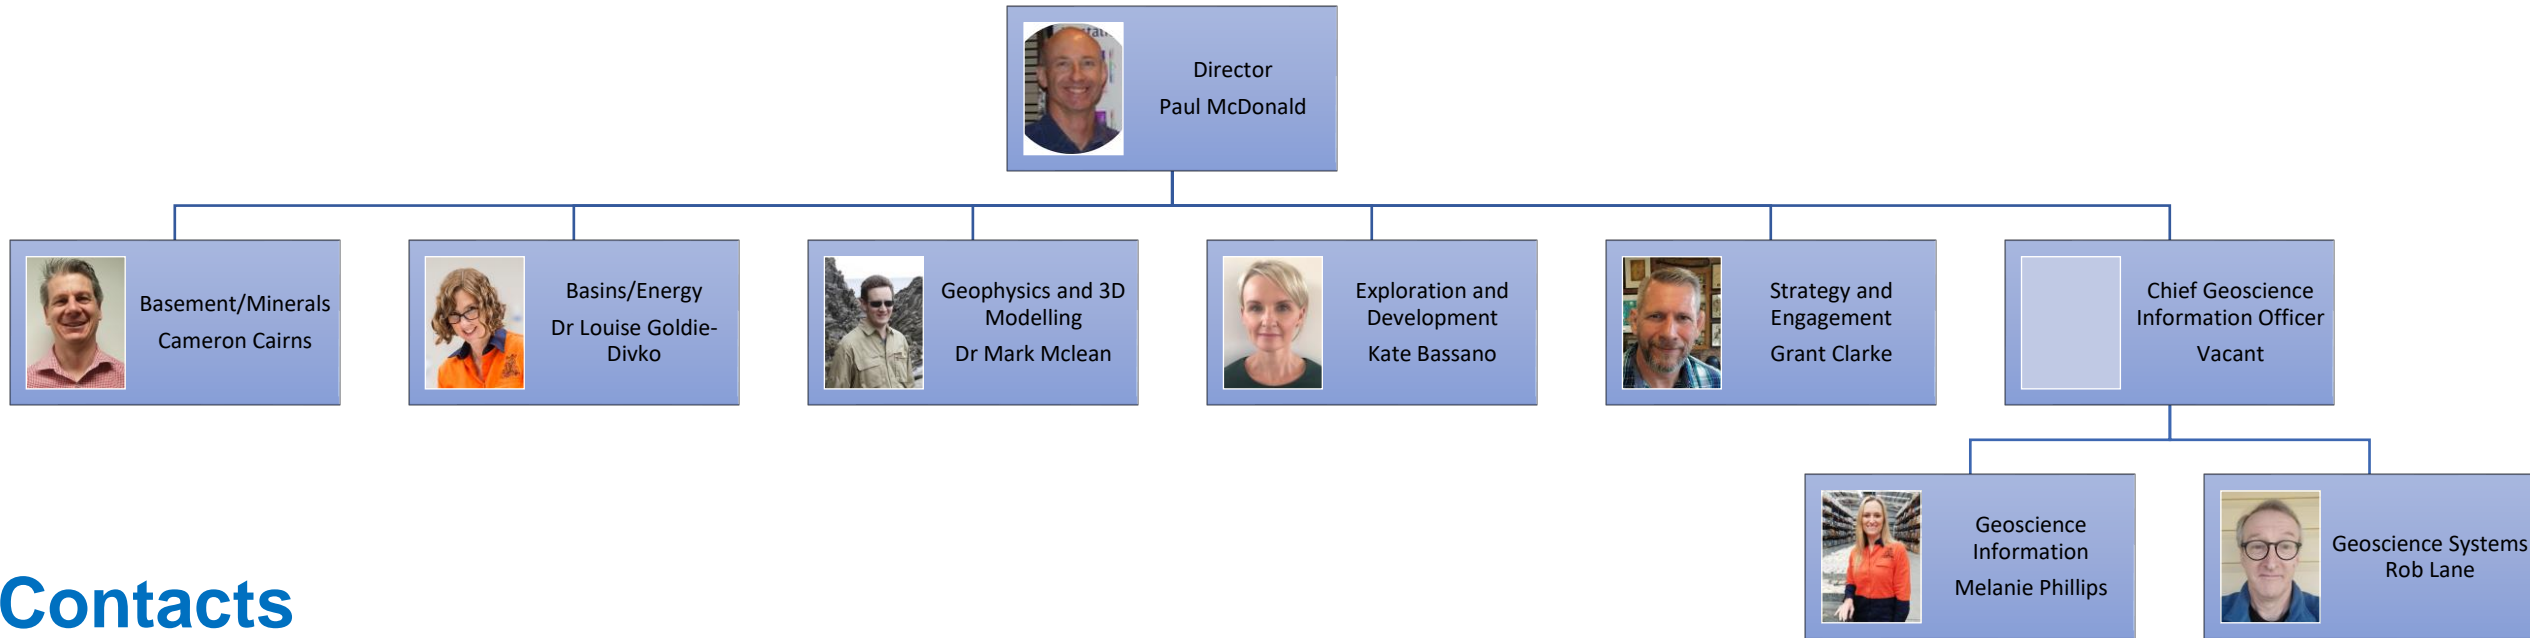 Director
Paul McDonald
Basement/Minerals
Cameron Cairns
Basins/Energy
Dr Louise Goldie-
Divko
Geophysics and 3D
Modelling
Dr Mark Mclean
Exploration and
Development
Kate Bassano
Strategy and
Engagement
Grant Clarke
Chief Geoscience
Information Officer
Vacant
Geoscience
Information
Melanie Phillips
Geoscience Systems
Rob Lane
Contacts